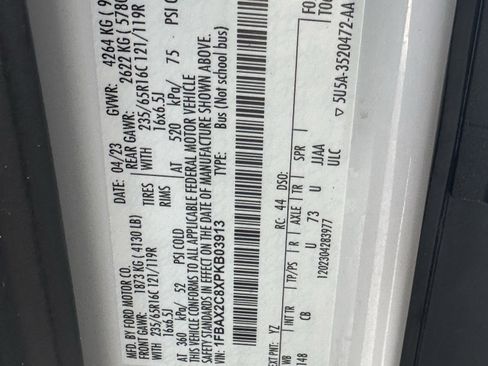 MFD. BY FORD MOTOR CO.
DATE: 04/23 GVWR: 4264 KG
FRONT GAWR: 1873 KG ( 4130 LB) REAR GAWR: 2622 KG ( 5780
WITH 235/65R16C 121/119R TIRES WITH 235/65R16C 121/119R
16x6.5J RIMS 16x6.5J
AT 360 kPa/ 52 PSI COLD AT 520 kPa/ 75 PSI
THIS VEHICLE CONFORMS TO ALL APPLICABLE FEDERAL MOTOR VEHICLE
SAFETY STANDARDS IN EFFECT ON THE DATE OF MANUFACTURE SHOWN ABOVE.
VIN: 1FBAX2C8XPKB03913 TYPE: Bus (Not school bus)
EXT PNT: YZ RC: 44 DSO:
WB INT TR TP/PS R AXLE TR SPR
148 CB U 73 U JJAA
1202304283977 ULC
▽ 5U5A-3520472-AA